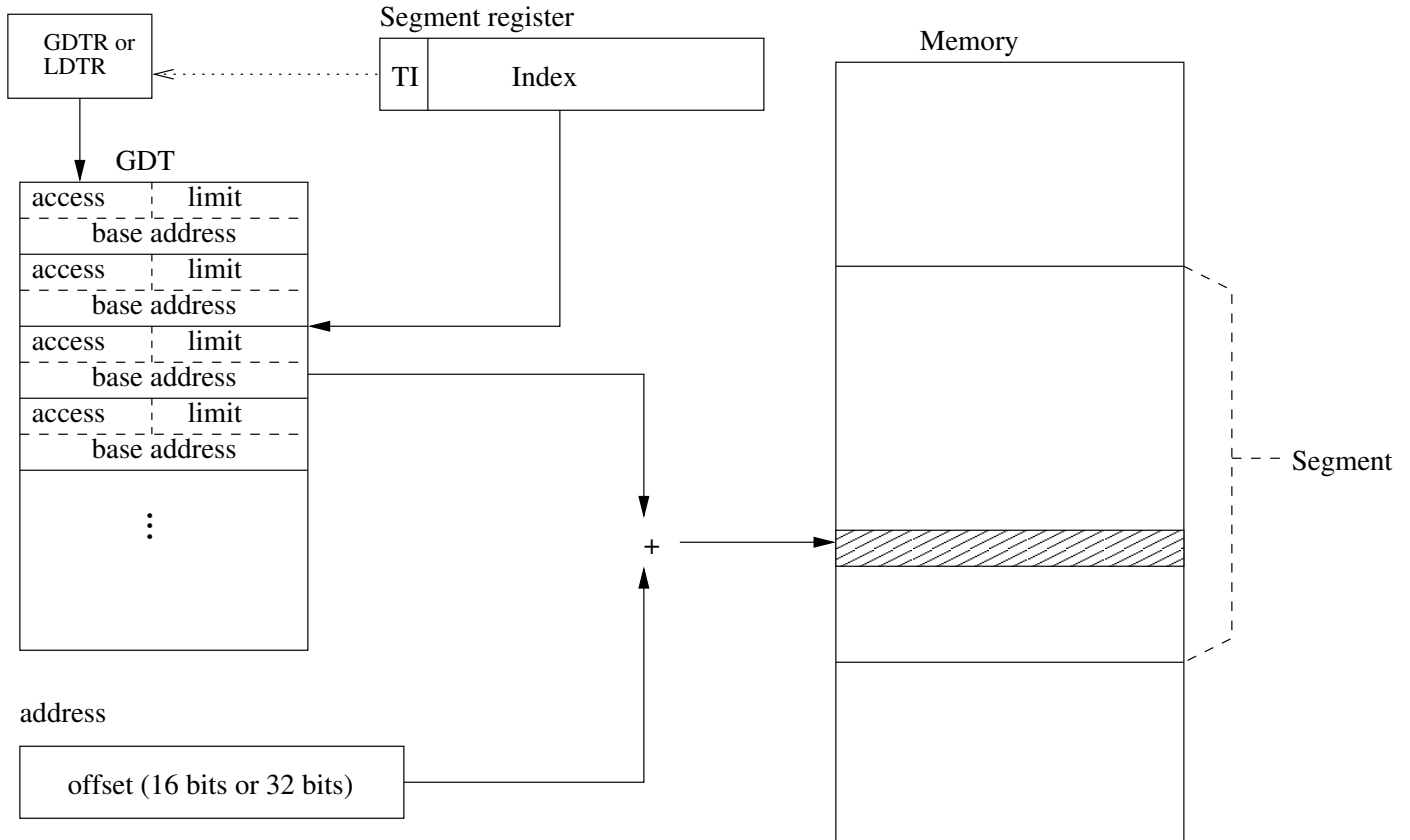 Segment register
GDTR or
LDTR
TI
Index
Memory
GDT
access
limit
base address
access
limit
base address
access
limit
base address
access
limit
base address
Segment
+
address
offset (16 bits or 32 bits)